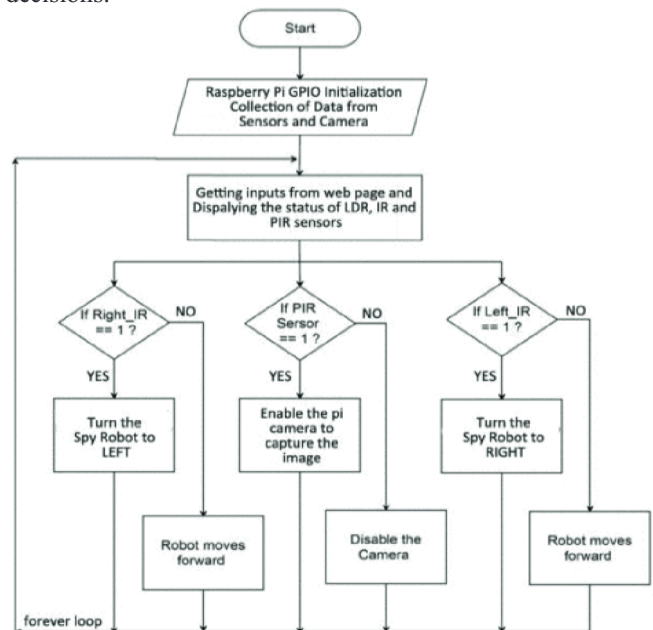 decisions.
Start
Raspberry Pi GPIO Initialization
Collection of Data from
Sensors and Camera
Getting inputs from web page and
Dispalying the status of LDR, IR and
PIR sensors
If Right_IR
== 1 ?
NO
YES
If PIR
Sersor
== 1 ?
NO
YES
If Left_IR
== 1 ?
NO
YES
Turn the
Spy Robot to
LEFT
Enable the pi
camera to
capture the
image
Turn the
Spy Robot to
RIGHT
Robot moves
forward
Disable the
Camera
Robot moves
forward
forever loop